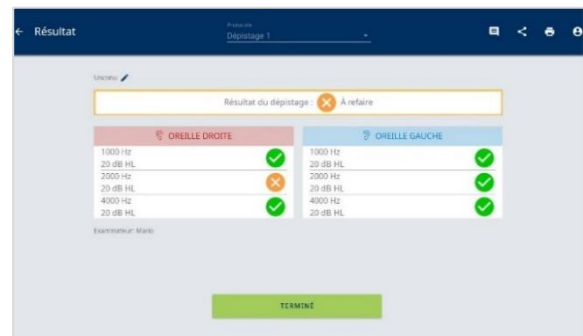 Résultat
Protocole
Dépistage 1
Résultat du dépistage : À refaire
OREILLE DROITE
1000 Hz
20 dB HL
2000 Hz
20 dB HL
4000 Hz
20 dB HL
OREILLE GAUCHE
1000 Hz
20 dB HL
2000 Hz
20 dB HL
4000 Hz
20 dB HL
Examinateur: Mario
TERMINÉ